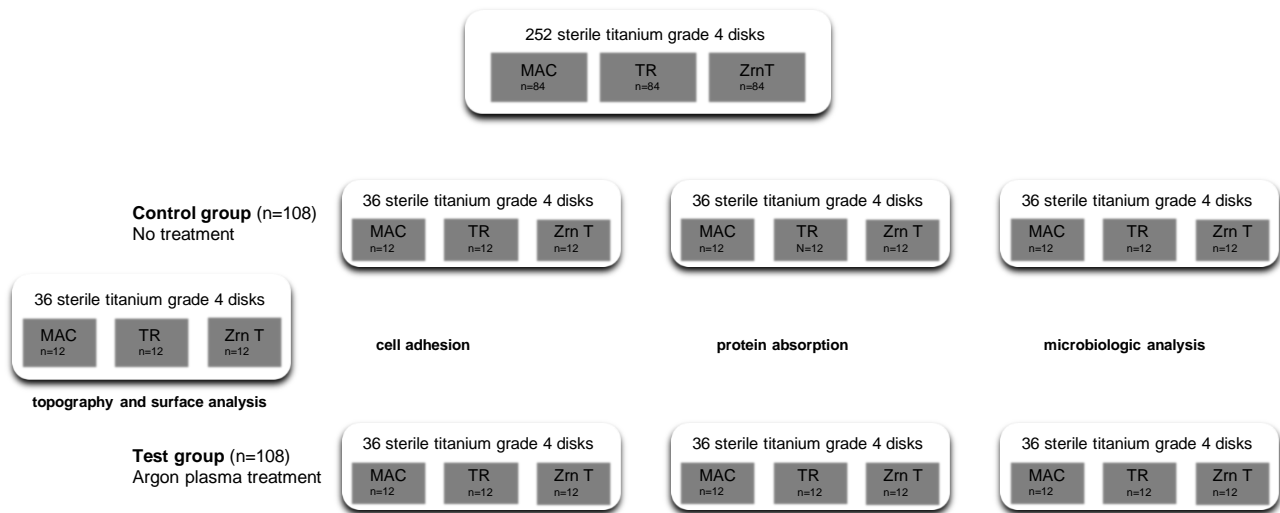 252 sterile titanium grade 4 disks
MAC TR ZrnT
n=84 n=84 n=84
Control group (n=108)
No treatment
36 sterile titanium grade 4 disks
MAC TR Zrn T
n=12 n=12 n=12
36 sterile titanium grade 4 disks
MAC TR Zrn T
n=12 N=12 n=12
36 sterile titanium grade 4 disks
MAC TR Zrn T
n=12 n=12 n=12
36 sterile titanium grade 4 disks
MAC TR Zrn T
n=12 n=12 n=12
topography and surface analysis
cell adhesion
protein absorption
microbiologic analysis
Test group (n=108)
Argon plasma treatment
36 sterile titanium grade 4 disks
MAC TR Zrn T
n=12 n=12 n=12
36 sterile titanium grade 4 disks
MAC TR Zrn T
n=12 n=12 n=12
36 sterile titanium grade 4 disks
MAC TR Zrn T
n=12 n=12 n=12